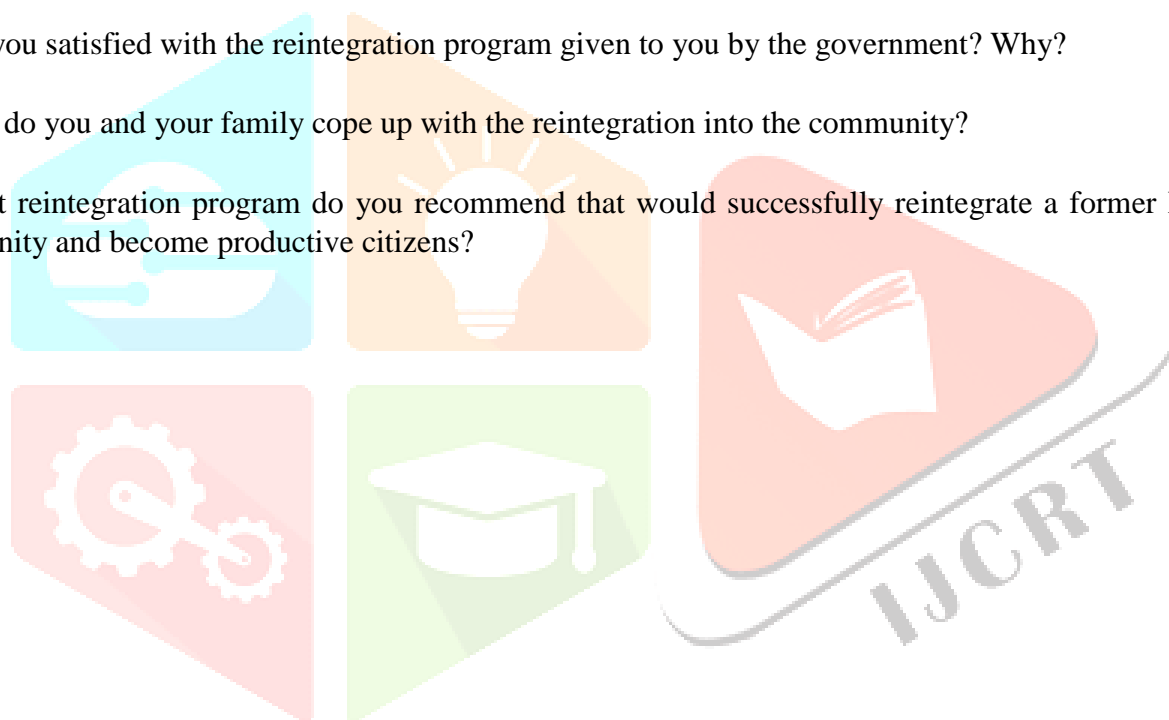 you satisfied with the reintegration program given to you by the government? Why?
do you and your family cope up with the reintegration into the community?
t reintegration program do you recommend that would successfully reintegrate a former
nity and become productive citizens?
IJCRT